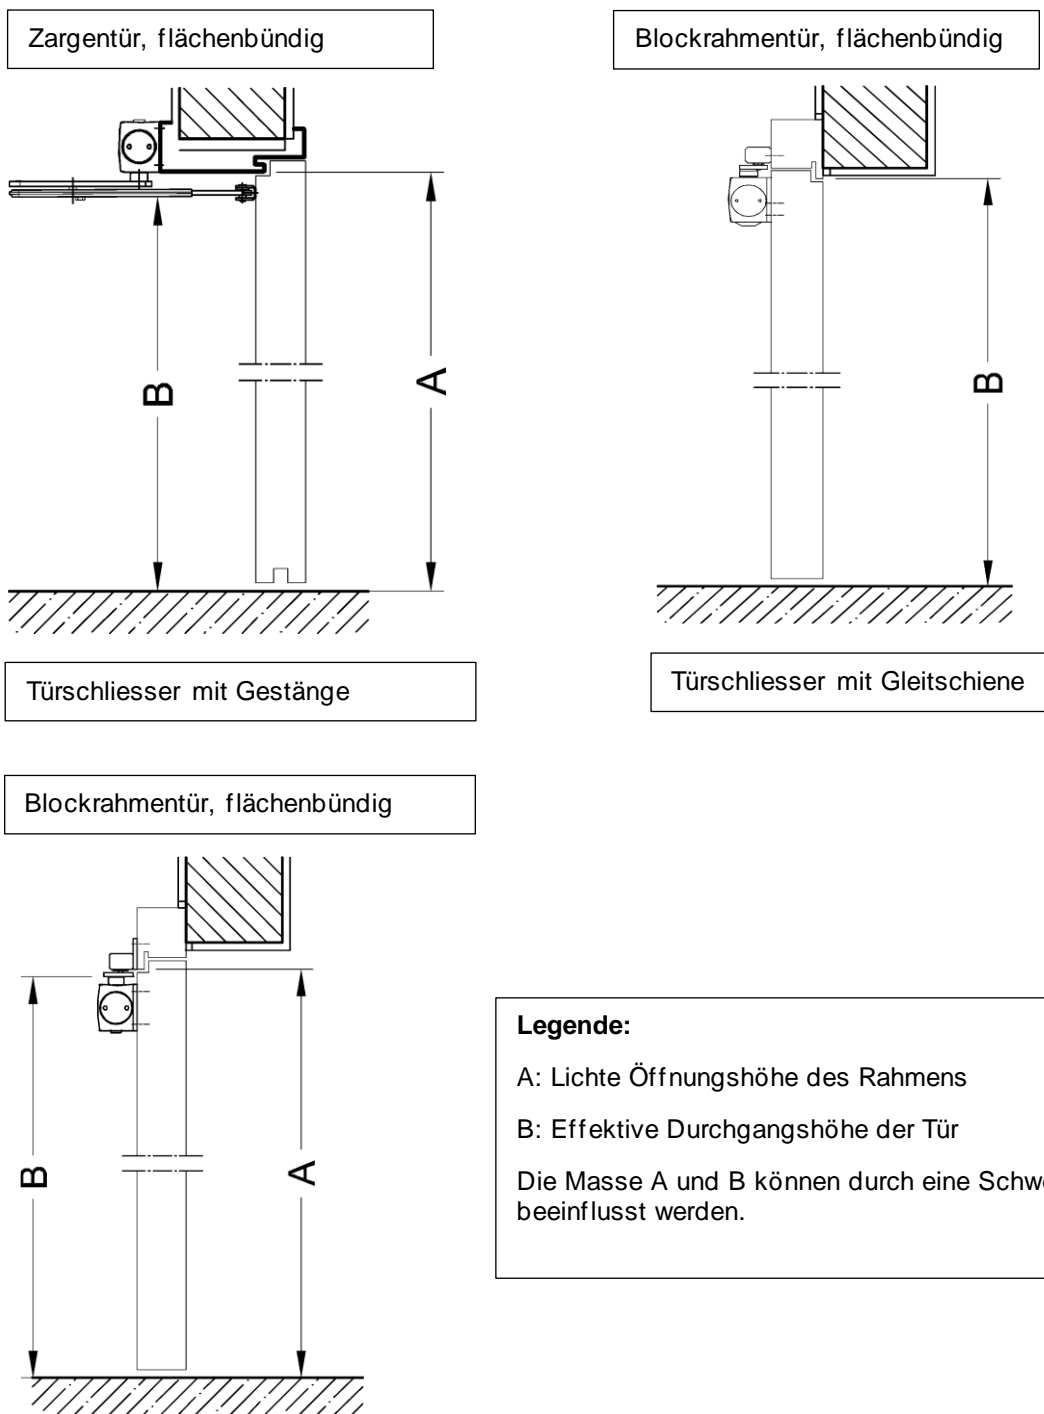 Zargentür, flächenbündig
Blockrahmentür, flächenbündig
B
A
B
Türschliesser mit Gestänge
Türschliesser mit Gleitschiene
Blockrahmentür, flächenbündig
B
A
Legende:
A: Lichte Öffnungshöhe des Rahmens
B: Effektive Durchgangshöhe der Tür
Die Masse A und B können durch eine
beeinflusst werden.